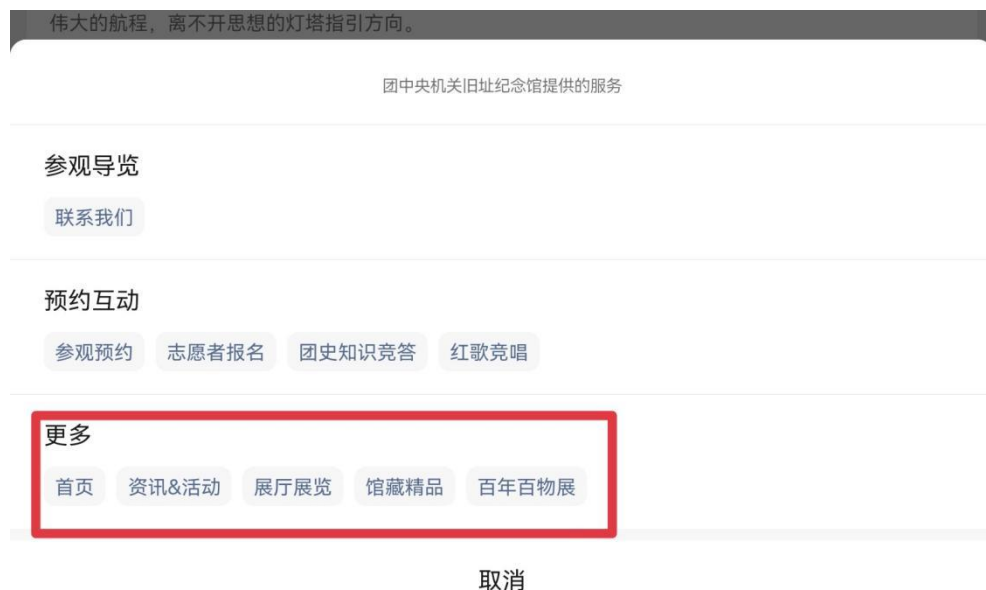 伟大的航程，离不开思想的灯塔指引方向。
团中央机关旧址纪念馆提供的服务
参观导览
联系我们
预约互动
参观预约 志愿者报名 团史知识竞答 红歌竞唱
更多
首页 资讯&活动 展厅展览 馆藏精品 百年百物展
取消